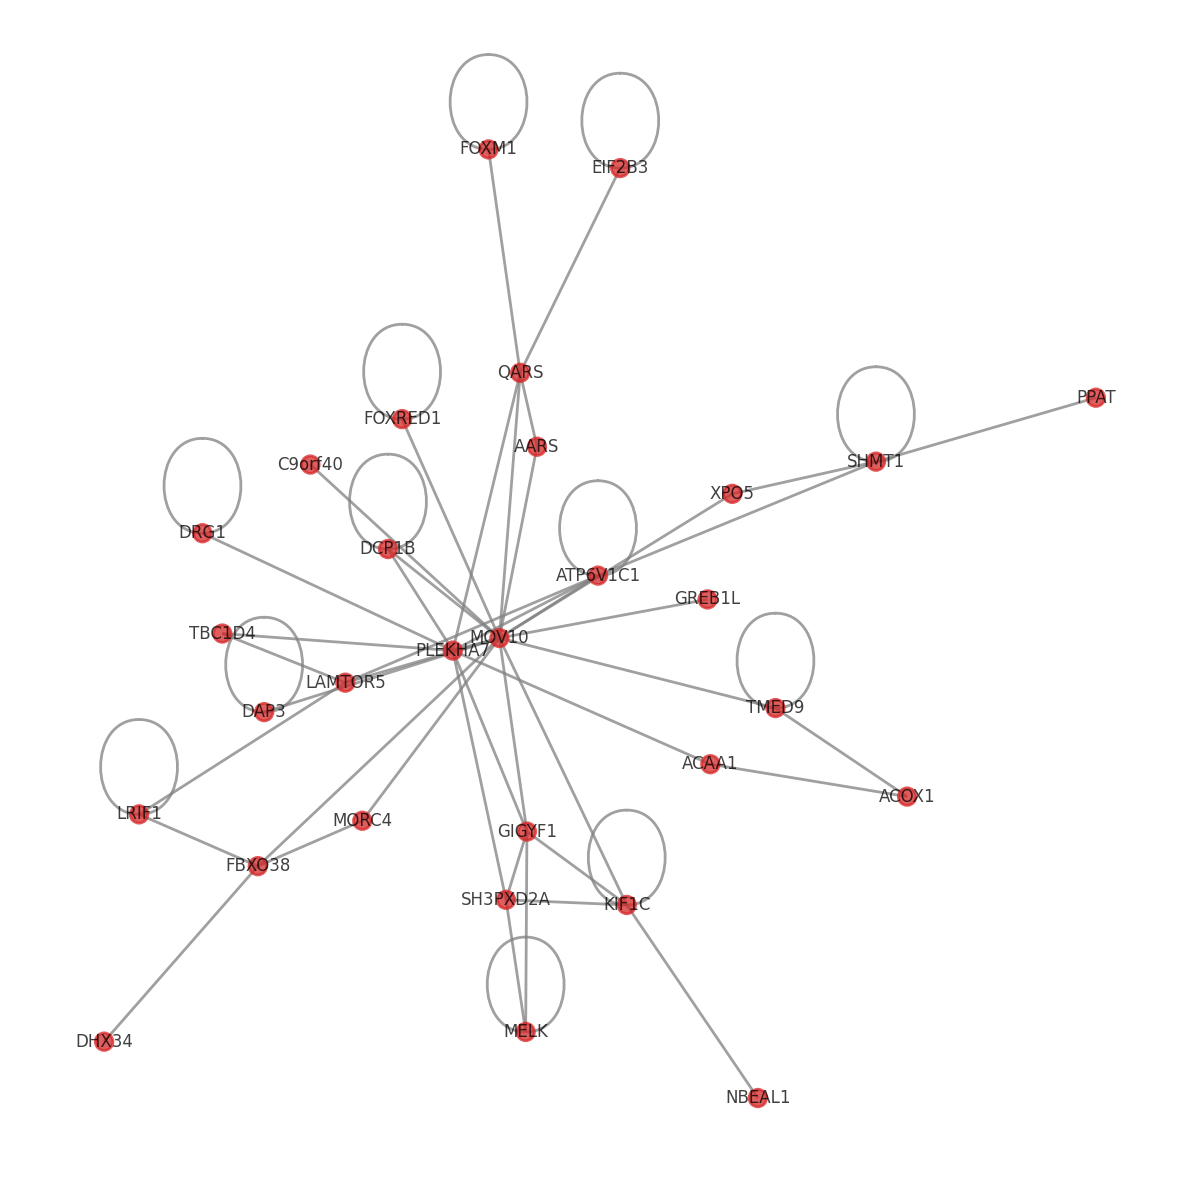 FOXM1
EIF2B3
QARS
PPAT
FOXRED1
AARS
C9orf40
SHMT1
XPO5
DRG1
DCP1B
ATP6V1C1
GREB1L
TBC1D4
MOV10
PLEKHA7
LAMTOR5
DAP3
TMED9
ACAA1
ACOX1
LRIF1
MORC4
GIGYF1
FBXO38
SH3PXD2A
KIF1C
MELK
DHX34
NBEAL1